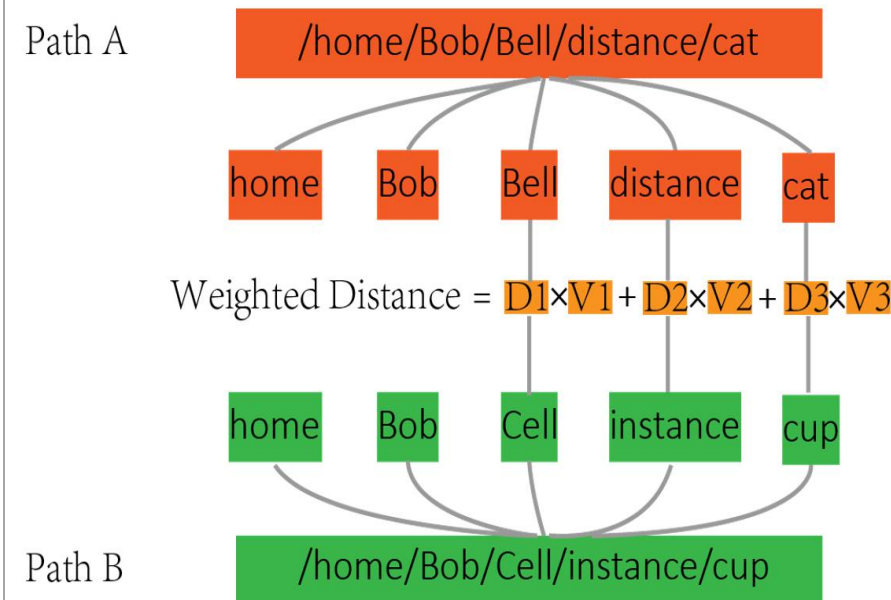 Path A /home/Bob/Bell/distance/cat
home Bob Bell distance cat
Weighted Distance = D1×V1 + D2×V2 + D3×V3
home Bob Cell instance cup
Path B /home/Bob/Cell/instance/cup